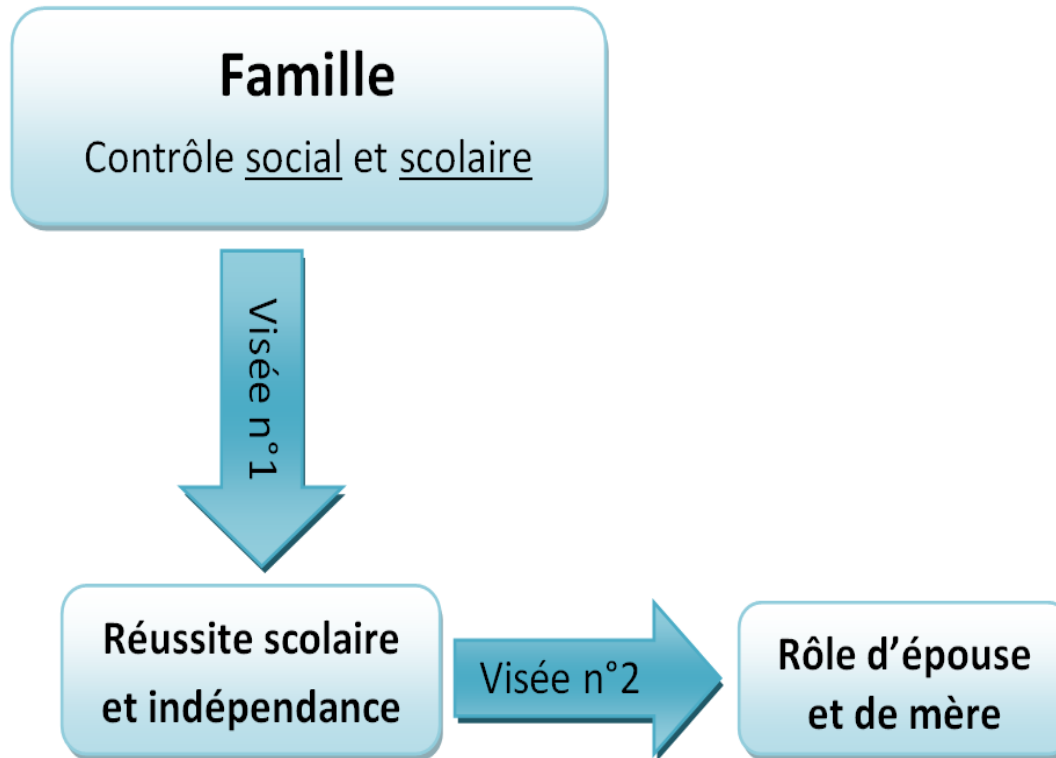 Famille
Contrôle social et scolaire
Visée n°1
Réussite scolaire
et indépendance
Visée n°2
Rôle d’épouse
et de mère